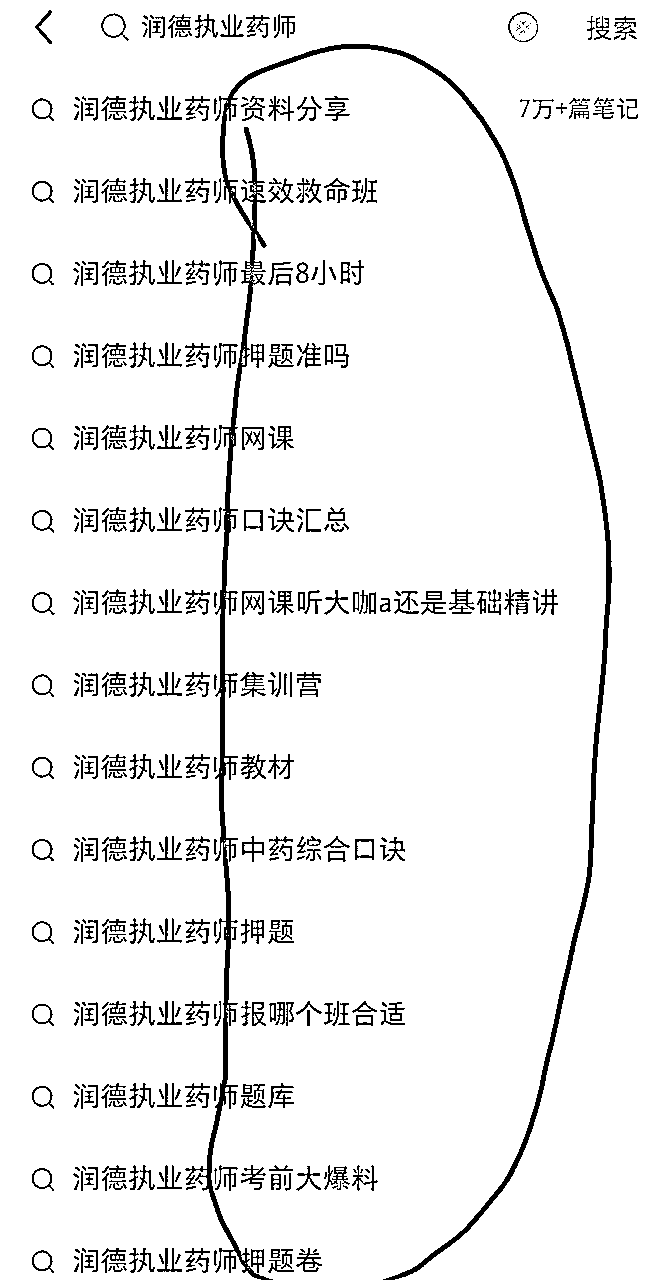 润德执业药师
搜索
润德执业药师资料分享
7万+篇笔记
润德执业药师速效救命班
润德执业药师最后8小时
润德执业药师押题准吗
润德执业药师网课
润德执业药师口诀汇总
润德执业药师网课听大咖a还是基础精讲
润德执业药师集训营
润德执业药师教材
润德执业药师中药综合口诀
润德执业药师押题
润德执业药师报哪个班合适
润德执业药师题库
润德执业药师考前大爆料
润德执业药师押题卷